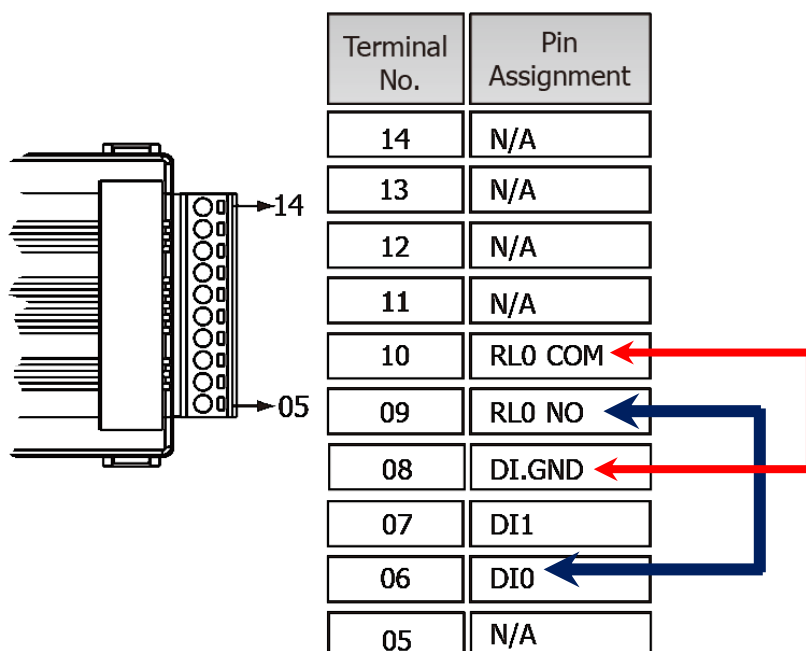 Terminal No.
Pin Assignment
14 N/A
13 N/A
12 N/A
11 N/A
10 RL0 COM
09 RL0 NO
08 DI.GND
07 DI1
06 DI0
05 N/A
14
05